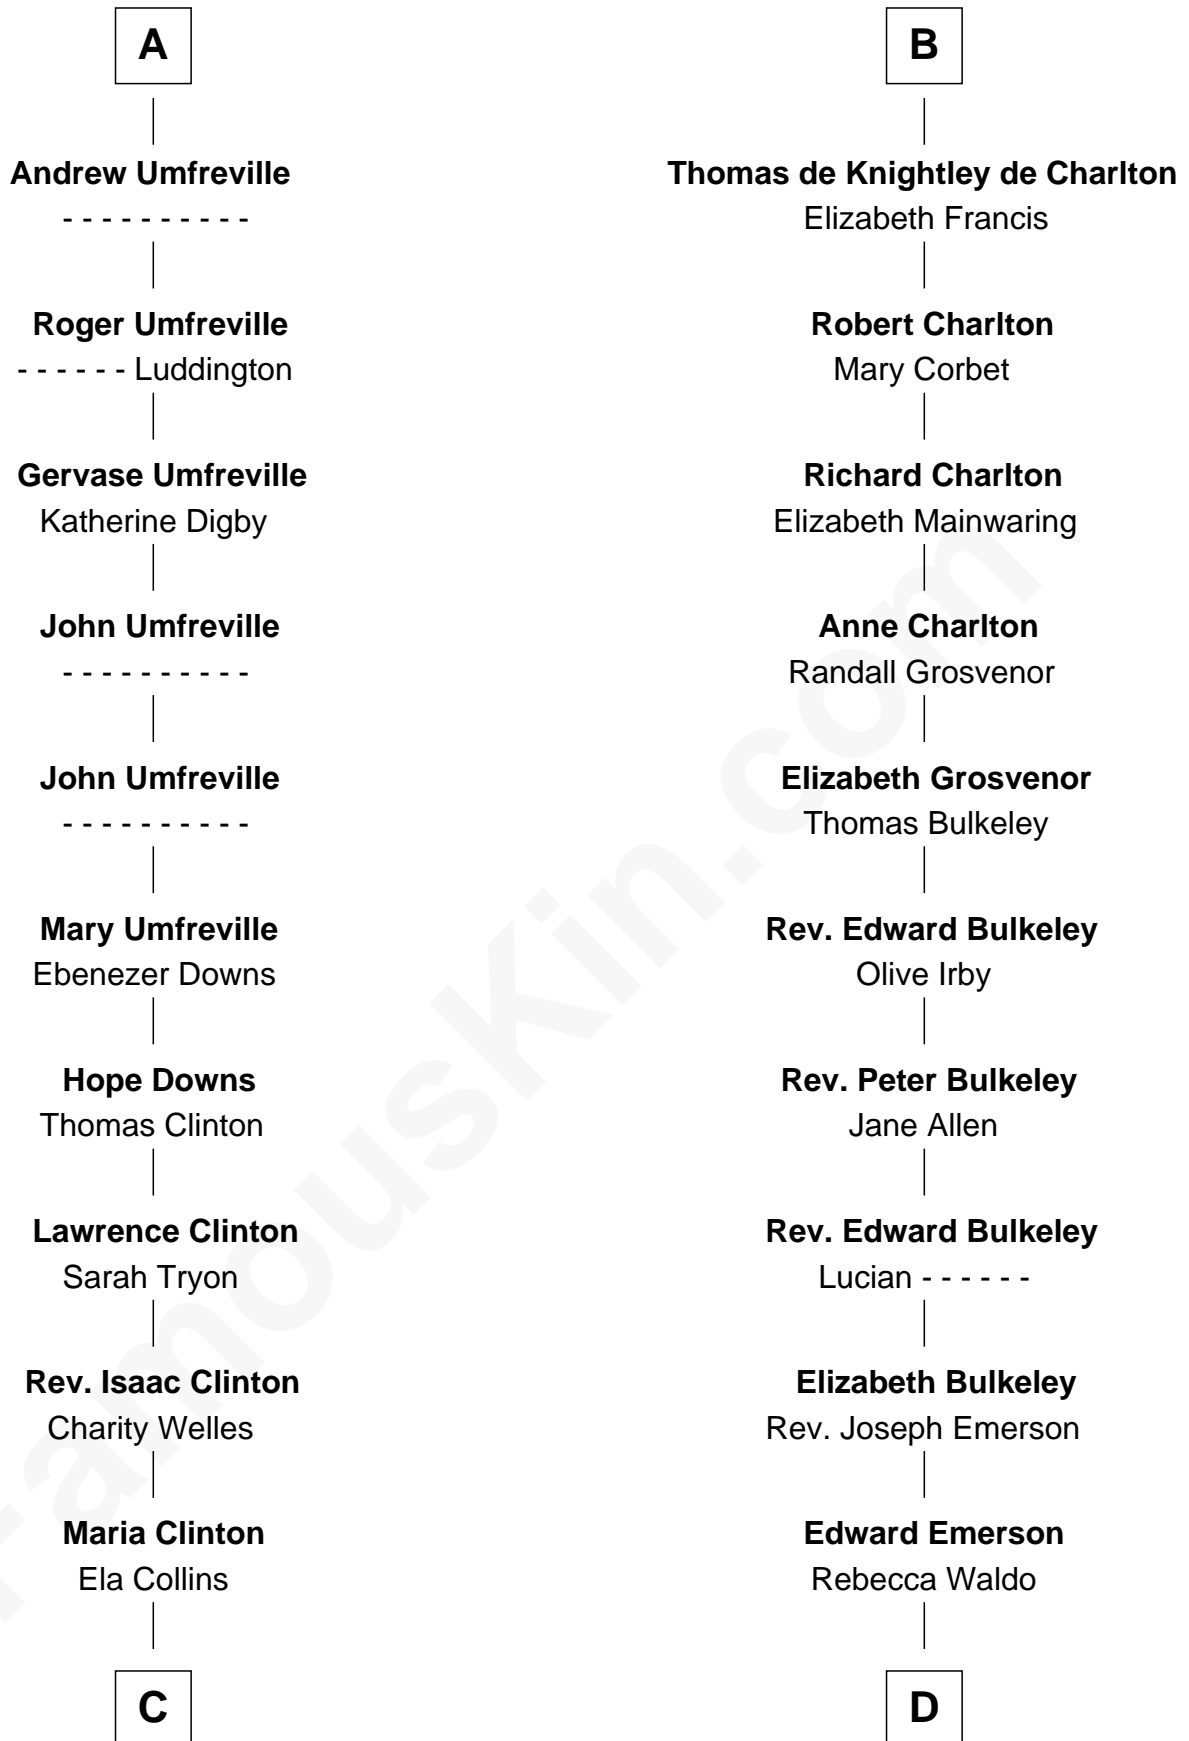 A
Andrew Umfreville
- - - - - - - - - -
Roger Umfreville
- - - - - - Luddington
Gervase Umfreville
Katherine Digby
John Umfreville
- - - - - - - - - -
John Umfreville
- - - - - - - - - -
Mary Umfreville
Ebenezer Downs
Hope Downs
Thomas Clinton
Lawrence Clinton
Sarah Tryon
Rev. Isaac Clinton
Charity Welles
Maria Clinton
Ela Collins
C
B
Thomas de Knightley de Charlton
Elizabeth Francis
Robert Charlton
Mary Corbet
Richard Charlton
Elizabeth Mainwaring
Anne Charlton
Randall Grosvenor
Elizabeth Grosvenor
Thomas Bulkeley
Rev. Edward Bulkeley
Olive Irby
Rev. Peter Bulkeley
Jane Allen
Rev. Edward Bulkeley
Lucian - - - - - -
Elizabeth Bulkeley
Rev. Joseph Emerson
Edward Emerson
Rebecca Waldo
D
FamousKin.com